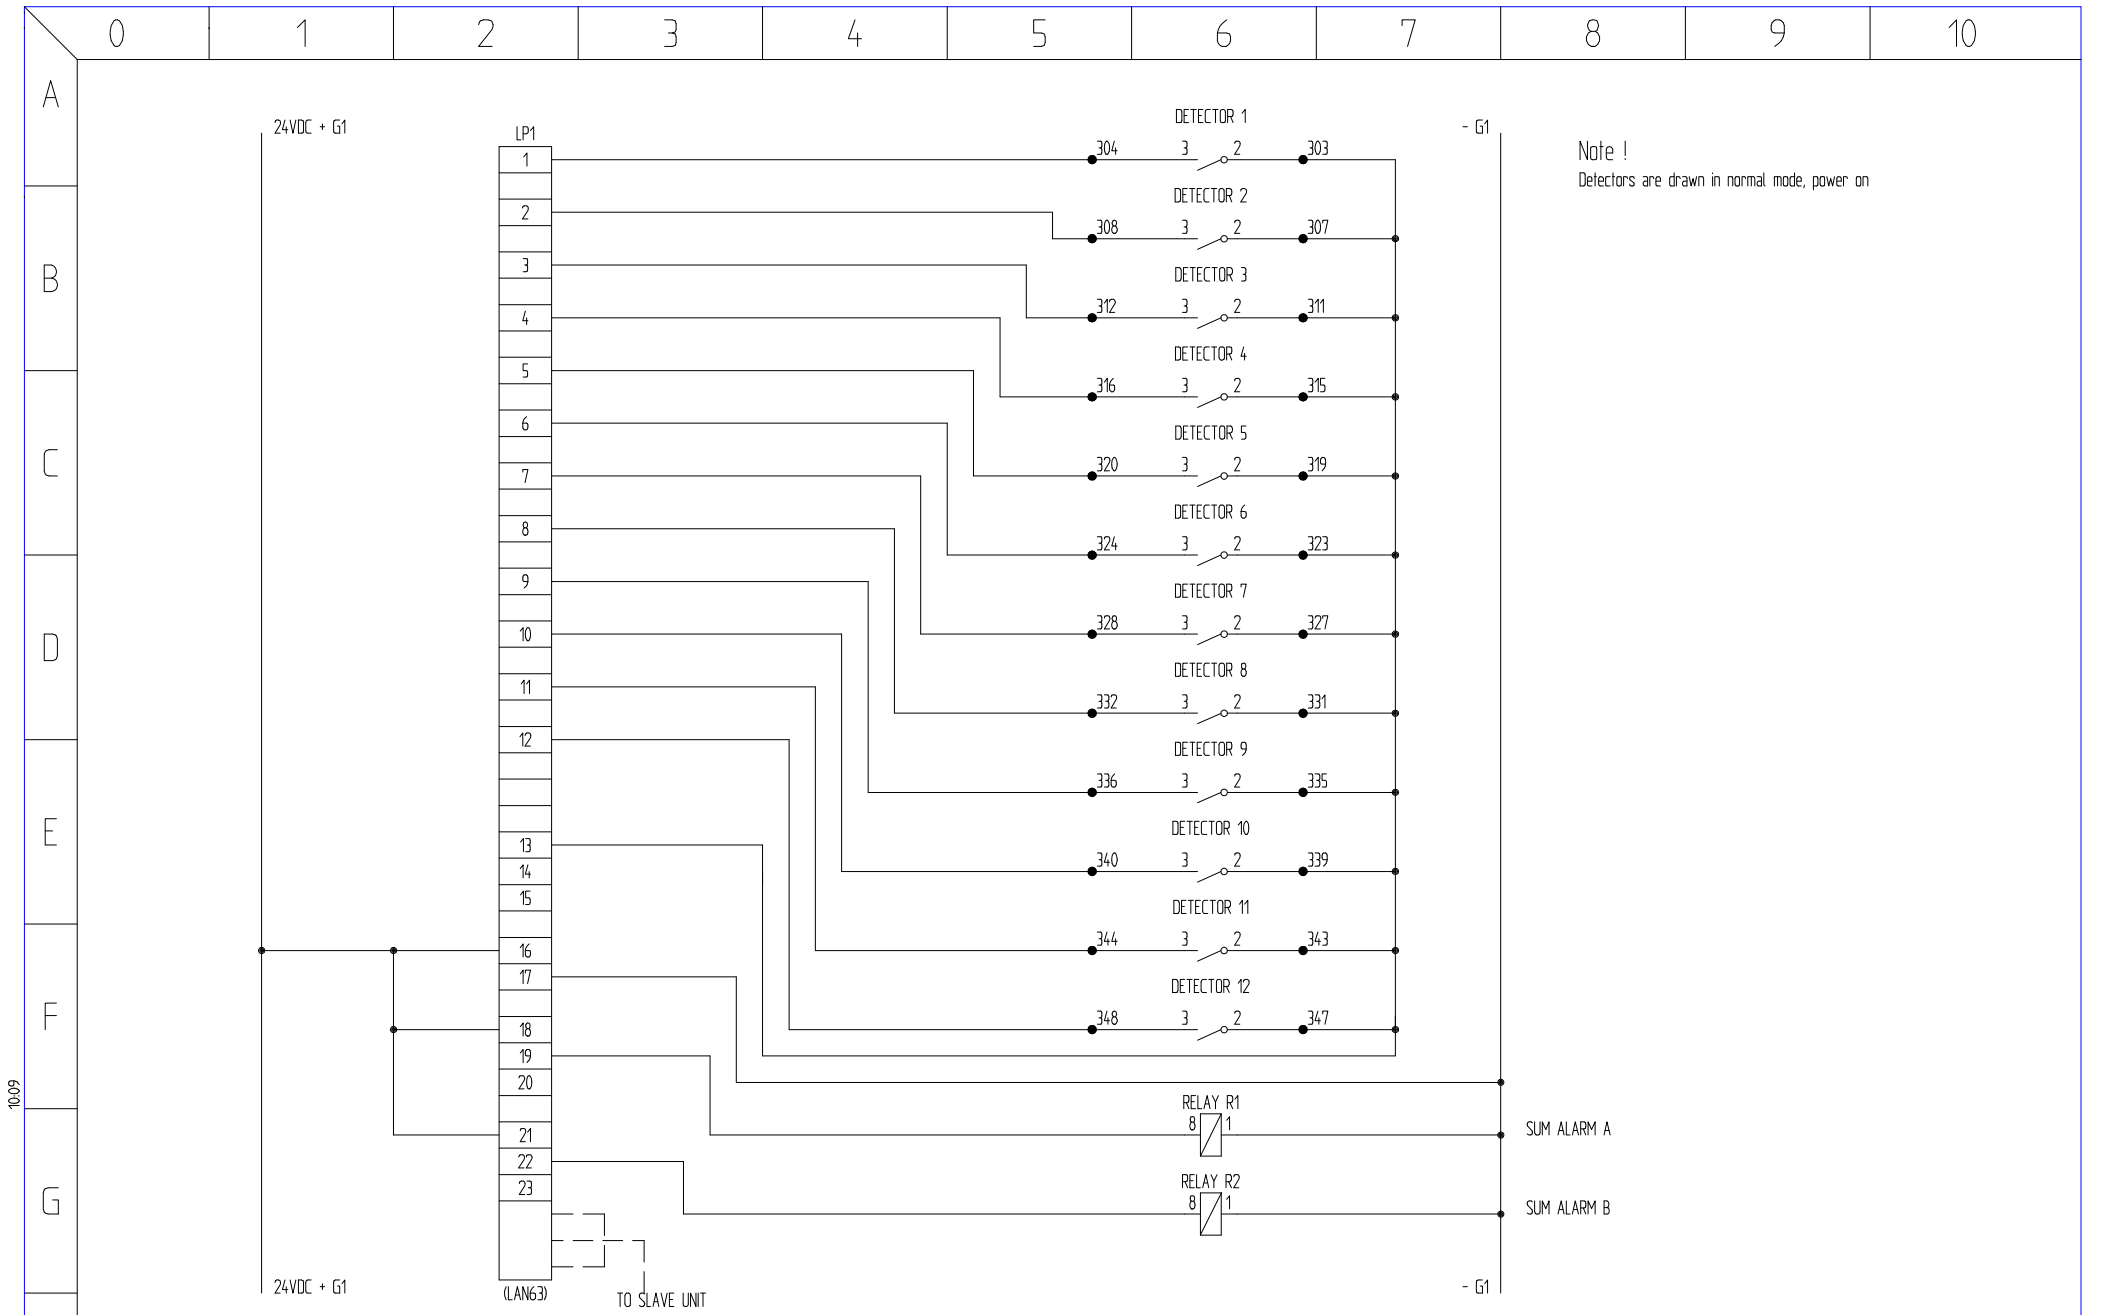 0 1 2 3 4 5 6 7 8 9 10
A
24VDC + G1
LP1
DETECTOR 1
- G1
Note !
Detectors are drawn in normal mode, power on
1
304 3 2 303
DETECTOR 2
2
308 3 2 307
B
3
DETECTOR 3
312 3 2 311
4
DETECTOR 4
5
316 3 2 315
6
DETECTOR 5
C
7
320 3 2 319
DETECTOR 6
8
324 3 2 323
9
DETECTOR 7
10
328 3 2 327
D
DETECTOR 8
11
332 3 2 331
12
DETECTOR 9
336 3 2 335
E
13
DETECTOR 10
14
340 3 2 339
15
DETECTOR 11
16
344 3 2 343
17
DETECTOR 12
F
18
348 3 2 347
19
20
10:09
RELAY R1
21
8 1
SUM ALARM A
22
RELAY R2
23
G
8 1
SUM ALARM B
24VDC + G1
(LAN63)
TO SLAVE UNIT
- G1